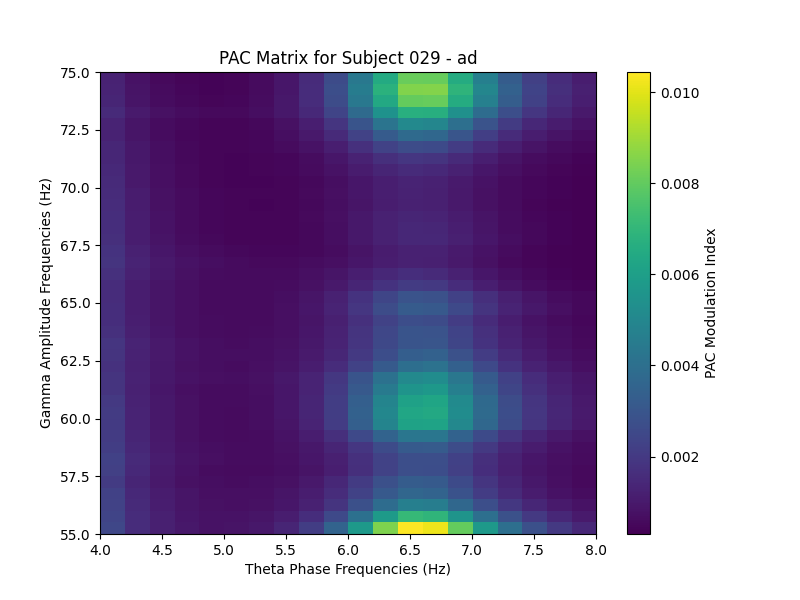 PAC Matrix for Subject 029 - ad
75.0
72.5
70.0
67.5
65.0
62.5
60.0
57.5
55.0
Gamma Amplitude Frequencies (Hz)
4.0 4.5 5.0 5.5 6.0 6.5 7.0 7.5 8.0
Theta Phase Frequencies (Hz)
0.010
0.008
0.006
0.004
0.002
PAC Modulation Index